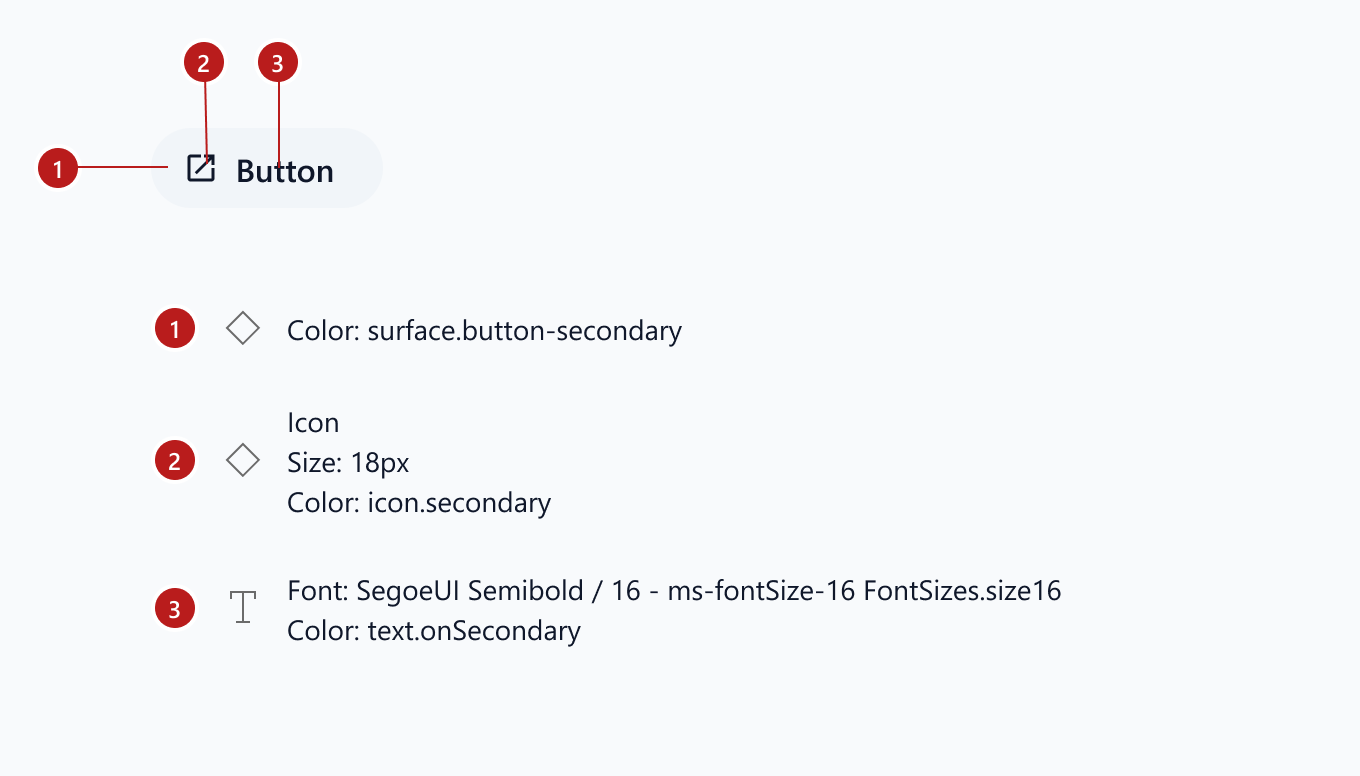 2 3
1 Button
1 Color: surface.button-secondary
Icon
2 Size: 18px
Color: icon.secondary
Font: SegoeUI Semibold / 16 - ms-fontSize-16 FontSizes.size16
3 Color: text.onSecondary